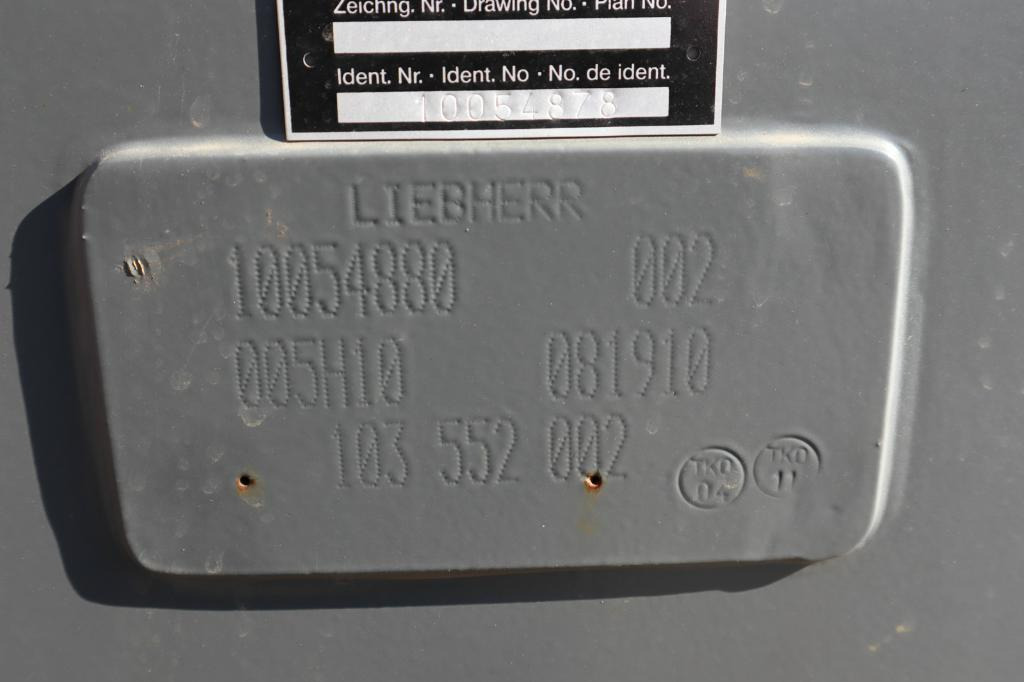 Zeichng. Nr. · Drawing No. · Plan No.
Ident. Nr. · Ident. No · No. de ident.
10054878
LIEBHERR
10054880 002
005H10 081910
103 552 002
TKO 04 TKO 11